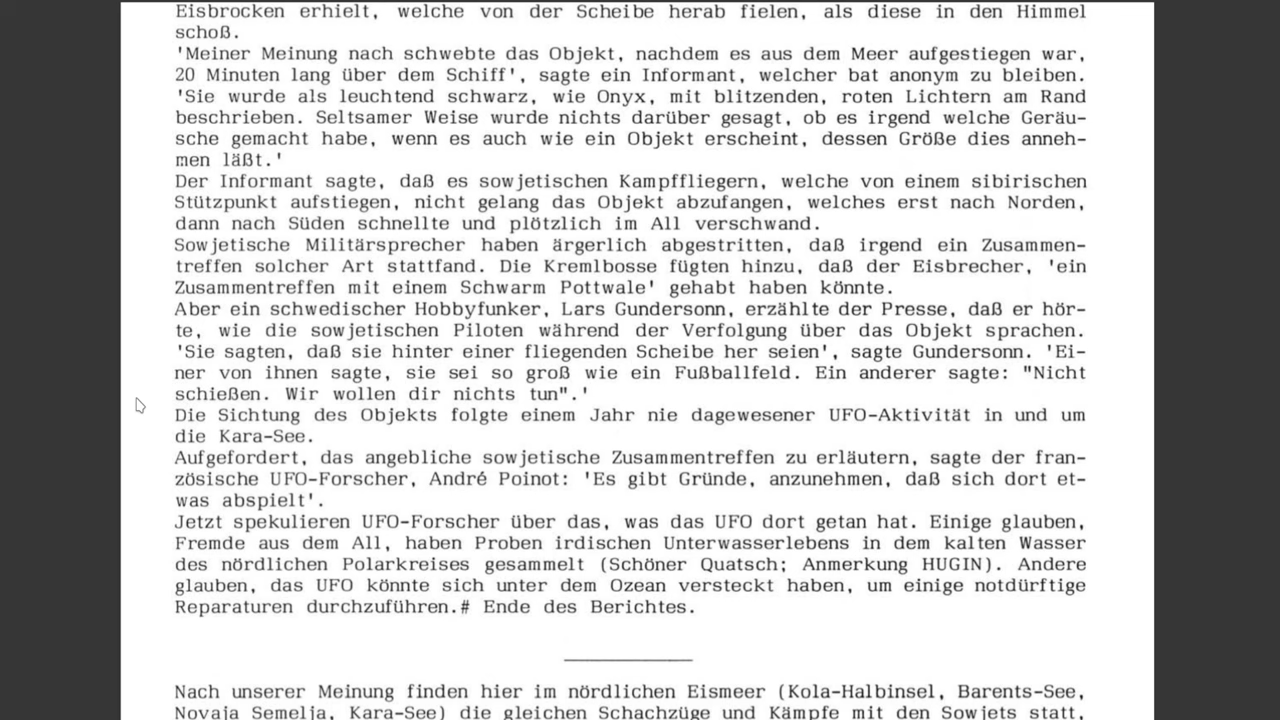 Eisbrocken erhielt, welche von der Scheibe herab fielen, als diese in den Himmel
schoß.
'Meiner Meinung nach schwebte das Objekt, nachdem es aus dem Meer aufgestiegen war,
20 Minuten lang über dem Schiff', sagte ein Informant, welcher bat anonym zu bleiben.
'Sie wurde als leuchtend schwarz, wie Onyx, mit blitzenden, roten Lichtern am Rand
beschrieben. Seltsamer Weise wurde nichts darüber gesagt, ob es irgend welche Geräu-
sche gemacht habe, wenn es auch wie ein Objekt erscheint, dessen Größe dies anneh-
men läßt.'
Der Informant sagte, daß es sowjetischen Kampffliegern, welche von einem sibirischen
Stützpunkt aufstiegen, nicht gelang das Objekt abzufangen, welches erst nach Norden,
dann nach Süden schnellte und plötzlich im All verschwand.
Sowjetische Militärsprecher haben ärgerlich abgestritten, daß irgend ein Zusammen-
treffen solcher Art stattfand. Die Kremlbosse fügten hinzu, daß der Eisbrecher, 'ein
Zusammentreffen mit einem Schwarm Pottwale' gehabt haben könnte.
Aber ein schwedischer Hobbyfunker, Lars Gundersonn, erzählte der Presse, daß er hör-
te, wie die sowjetischen Piloten während der Verfolgung über das Objekt sprachen.
'Sie sagten, daß sie hinter einer fliegenden Scheibe her seien', sagte Gundersonn. 'Ei-
ner von ihnen sagte, sie sei so groß wie ein Fußballfeld. Ein anderer sagte: "Nicht
schießen. Wir wollen dir nichts tun".'
Die Sichtung des Objekts folgte einem Jahr nie dagewesener UFO-Aktivität in und um
die Kara-See.
Aufgefordert, das angebliche sowjetische Zusammentreffen zu erläutern, sagte der fran-
zösische UFO-Forscher, André Poinot: 'Es gibt Gründe, anzunehmen, daß sich dort et-
was abspielt'.
Jetzt spekulieren UFO-Forscher über das, was das UFO dort getan hat. Einige glauben,
Fremde aus dem All, haben Proben irdischen Unterwasserlebens in dem kalten Wasser
des nördlichen Polarkreises gesammelt (Schöner Quatsch; Anmerkung HUGIN). Andere
glauben, das UFO könnte sich unter dem Ozean versteckt haben, um einige notdürftige
Reparaturen durchzuführen.# Ende des Berichtes.
Nach unserer Meinung finden hier im nördlichen Eismeer (Kola-Halbinsel, Barents-See,
Novaja Semelja, Kara-See) die gleichen Schachzüge und Kämpfe mit den Sowjets statt,